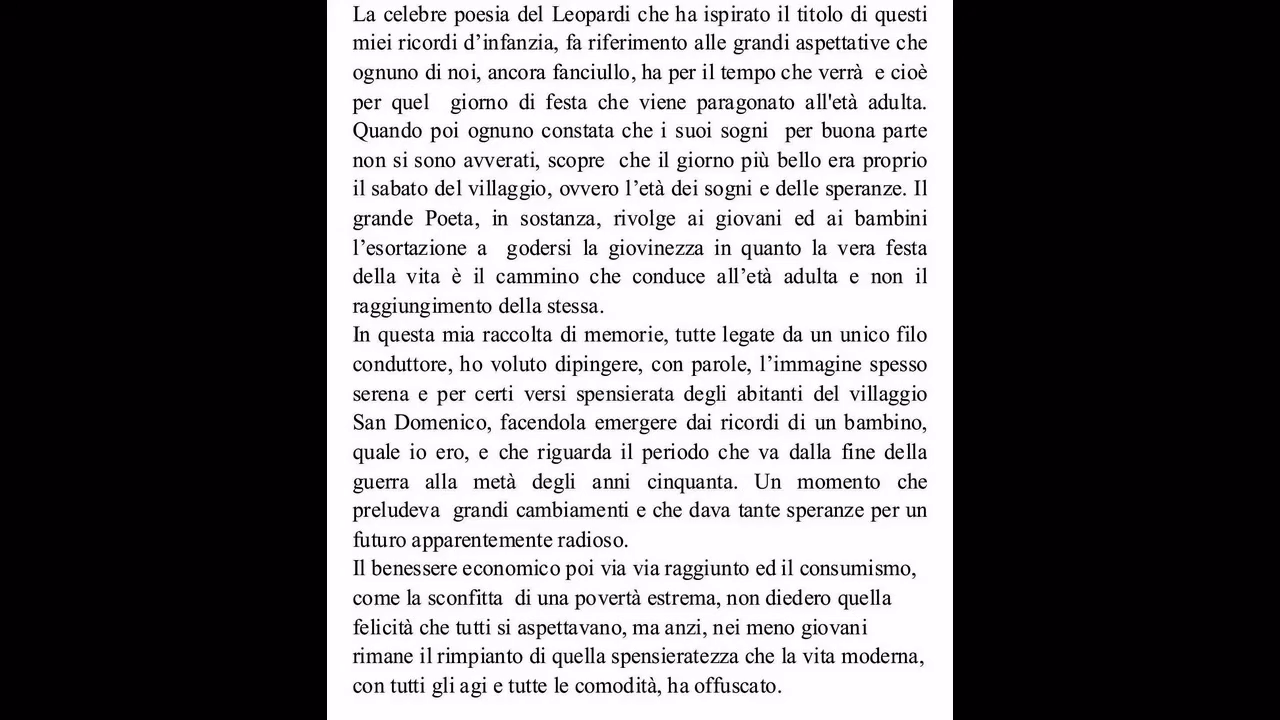 La celebre poesia del Leopardi che ha ispirato il titolo di questi
miei ricordi d’infanzia, fa riferimento alle grandi aspettative che
ognuno di noi, ancora fanciullo, ha per il tempo che verrà  e cioè
per quel  giorno di festa che viene paragonato all'età adulta.
Quando poi ognuno constata che i suoi sogni  per buona parte
non si sono avverati, scopre  che il giorno più bello era proprio
il sabato del villaggio, ovvero l’età dei sogni e delle speranze. Il
grande Poeta, in sostanza, rivolge ai giovani ed ai bambini
l’esortazione a  godersi la giovinezza in quanto la vera festa
della vita è il cammino che conduce all’età adulta e non il
raggiungimento della stessa.
In questa mia raccolta di memorie, tutte legate da un unico filo
conduttore, ho voluto dipingere, con parole, l’immagine spesso
serena e per certi versi spensierata degli abitanti del villaggio
San Domenico, facendola emergere dai ricordi di un bambino,
quale io ero, e che riguarda il periodo che va dalla fine della
guerra alla metà degli anni cinquanta. Un momento che
preludeva  grandi cambiamenti e che dava tante speranze per un
futuro apparentemente radioso.
Il benessere economico poi via via raggiunto ed il consumismo,
come la sconfitta  di una povertà estrema, non diedero quella
felicità che tutti si aspettavano, ma anzi, nei meno giovani
rimane il rimpianto di quella spensieratezza che la vita moderna,
con tutti gli agi e tutte le comodità, ha offuscato.